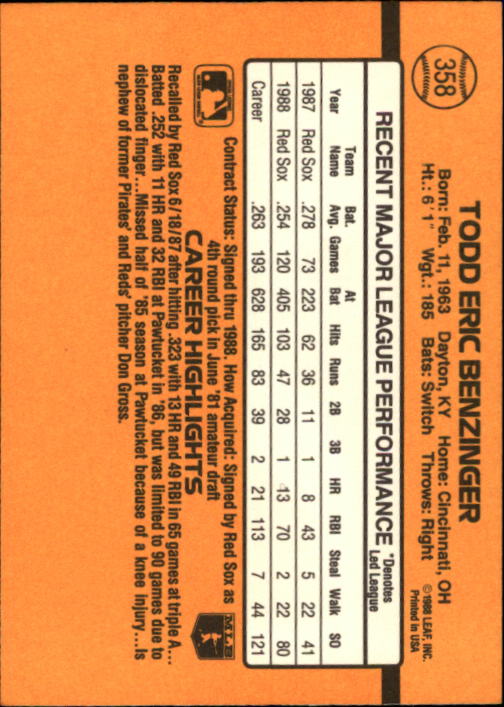 358
TODD ERIC BENZINGER
Born: Feb. 11, 1963 Dayton, KY Home: Cincinnati, OH
Ht.: 6' 1" Wgt.: 185 Bats: Switch Throws: Right
©1988 LEAF, INC.
Printed in USA
RECENT MAJOR LEAGUE PERFORMANCE *Denotes Led League
Year Team Name Bat. Avg. Games At Bat Hits Runs 2B 3B HR RBI Steal Walk SO
1987 Red Sox .278 73 223 62 36 11 1 8 43 5 22 41
1988 Red Sox .254 120 405 103 47 28 1 13 70 2 22 80
Career .263 193 628 165 83 39 2 21 113 7 44 121
Contract Status: Signed thru 1988. How Acquired: Signed by Red Sox as
4th round pick in June '81 amateur draft
MLB
CAREER HIGHLIGHTS
Recalled by Red Sox 6/18/87 after hitting .323 with 13 HR and 49 RBI in 65 games at triple A...
Batted .252 with 11 HR and 32 RBI at Pawtucket in '86, but was limited to 90 games due to
dislocated finger...Missed half of '85 season at Pawtucket because of a knee injury...Is
nephew of former Pirates' and Reds' pitcher Don Gross.